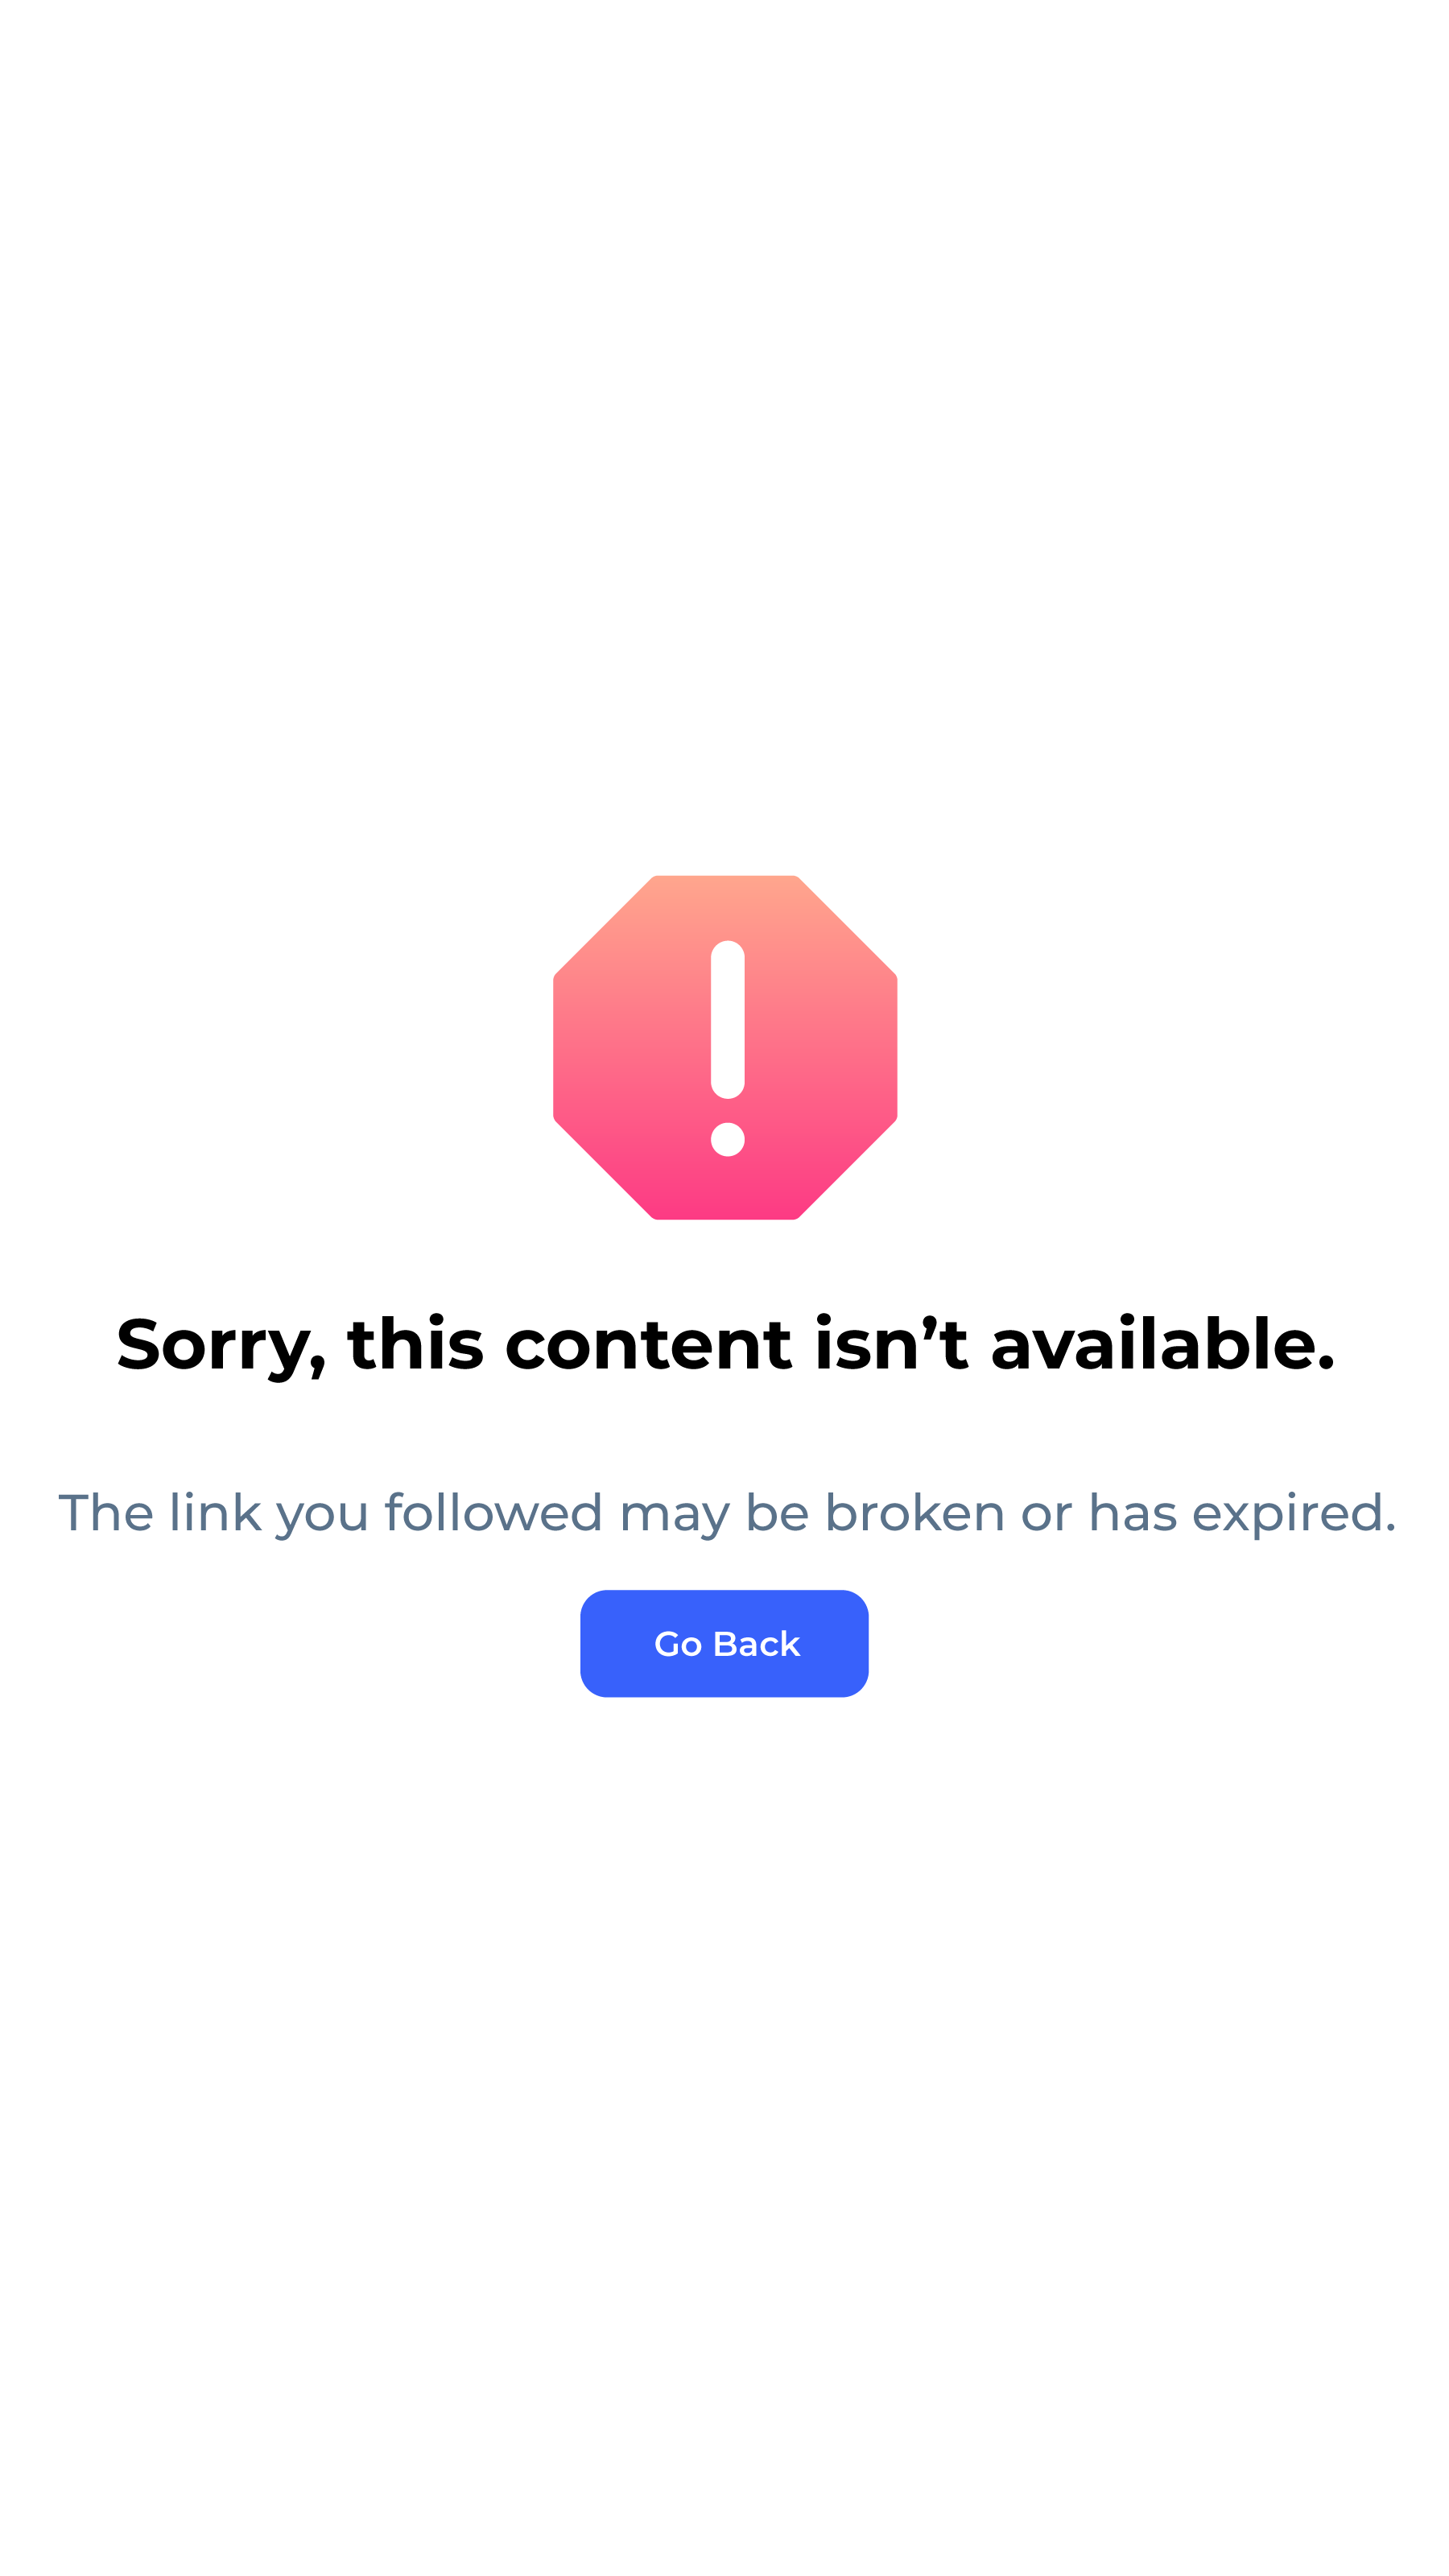 Sorry, this content isn’t available.
The link you followed may be broken or has expired.
Go Back